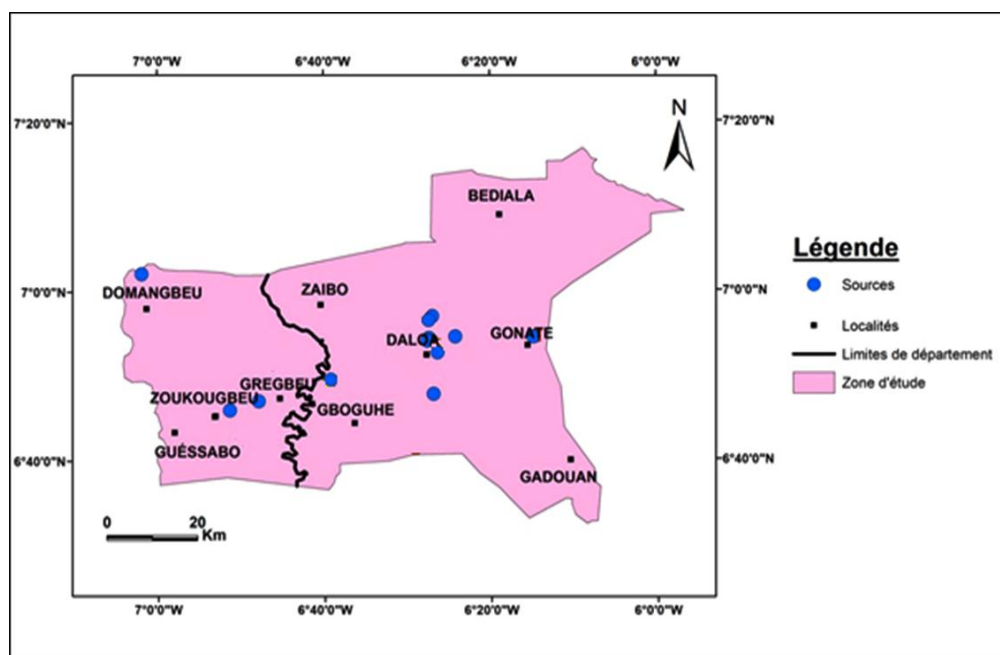 7°0'0"W 6°40'0"W 6°20'0"W 6°0'0"W
7°20'0"N 7°20'0"N
N
BEDIALA
Légende
Sources
Localités
Limites de département
Zone d'étude
7°0'0"N 7°0'0"N
DOMANGBEU
ZAIBO
DALOA
GONATE
GREGBEU
ZOUKOUGBEU
GBOGUHE
GUÉSSABO
6°40'0"N 6°40'0"N
GADOUAN
0 20
Km
7°0'0"W 6°40'0"W 6°20'0"W 6°0'0"W